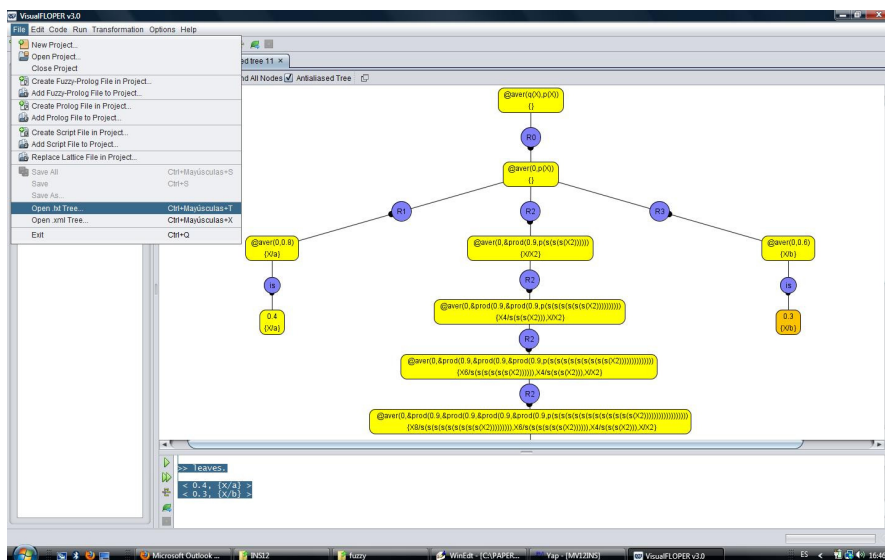 VisualFLOPER v3.0
File Edit Code Run Transformation Options Help
New Project...
Open Project...
Close Project
Create Fuzzy-Prolog File in Project...
Add Fuzzy-Prolog File to Project...
Create Prolog File in Project...
Add Prolog File to Project...
Create Script File in Project...
Add Script File to Project...
Replace Lattice File in Project...
Save All Ctrl+Mayúsculas+S
Save Ctrl+S
Save As...
Open .txt Tree... Ctrl+Mayúsculas+T
Open .xml Tree... Ctrl+Mayúsculas+X
Exit Ctrl+Q
ed tree 11
nd All Nodes Antialiased Tree
@aver(q(X),p(X))
{}
R0
@aver(0,p(X))
{}
R1
R2
R3
@aver(0,0.8)
{X/a}
@aver(0,&prod(0.9,p(s(s(s(X2))))))
{X/X2}
@aver(0,0.6)
{X/b}
is
R2
is
0.4
{X/a}
@aver(0,&prod(0.9,&prod(0.9,p(s(s(s(s(s(s(X2))))))))))
{X4/s(s(s(X2))),X/X2}
0.3
{X/b}
R2
@aver(0,&prod(0.9,&prod(0.9,&prod(0.9,p(s(s(s(s(s(s(s(s(s(X2))))))))))))))
{X6/s(s(s(s(s(s(X2)))))),X4/s(s(s(X2))),X/X2}
R2
@aver(0,&prod(0.9,&prod(0.9,&prod(0.9,&prod(0.9,p(s(s(s(s(s(s(s(s(s(s(s(s(X2))))))))))))))))))
{X8/s(s(s(s(s(s(s(s(s(X2))))))))),X6/s(s(s(s(s(s(X2)))))),X4/s(s(s(X2))),X/X2}
>> leaves.
< 0.4, {X/a} >
< 0.3, {X/b} >
Microsoft Outlook ...
INS12
fuzzy
WinEdt - [C:\PAPER...
Yap - [MV12INS]
VisualFLOPER v3.0
ES
16:46